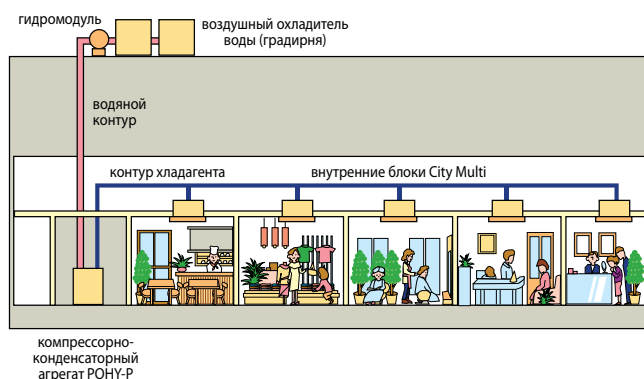 гидромодуль
воздушный охладитель
воды (градирня)
водяной
контур
контур хладагента
внутренние блоки City Multi
компрессорно-
конденсаторный
агрегат PQHY-P